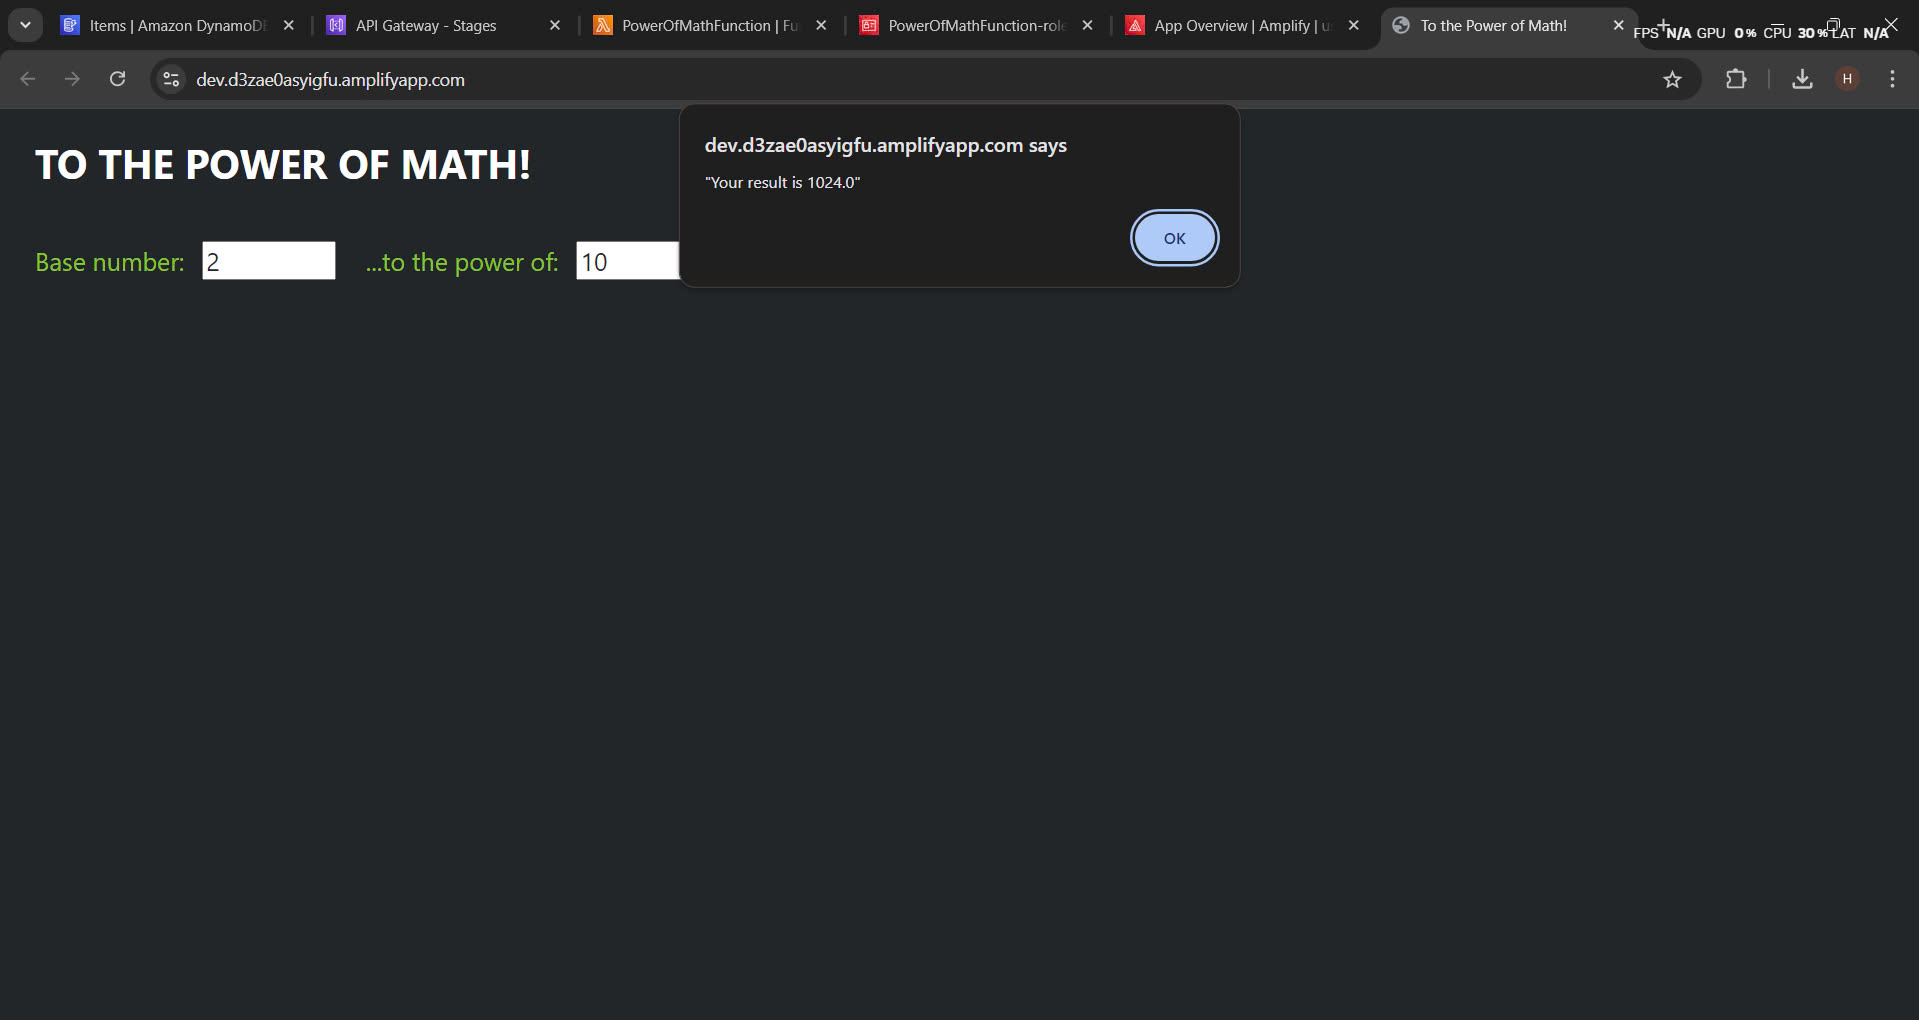 Items | Amazon DynamoDB
API Gateway - Stages
PowerOfMathFunction | Fu
PowerOfMathFunction-role
App Overview | Amplify | u
To the Power of Math!
FPS N/A GPU 0 % CPU 30 % LAT N/A
dev.d3zae0asyigfu.amplifyapp.com
H
dev.d3zae0asyigfu.amplifyapp.com says
"Your result is 1024.0"
OK
TO THE POWER OF MATH!
Base number: 2 ...to the power of: 10